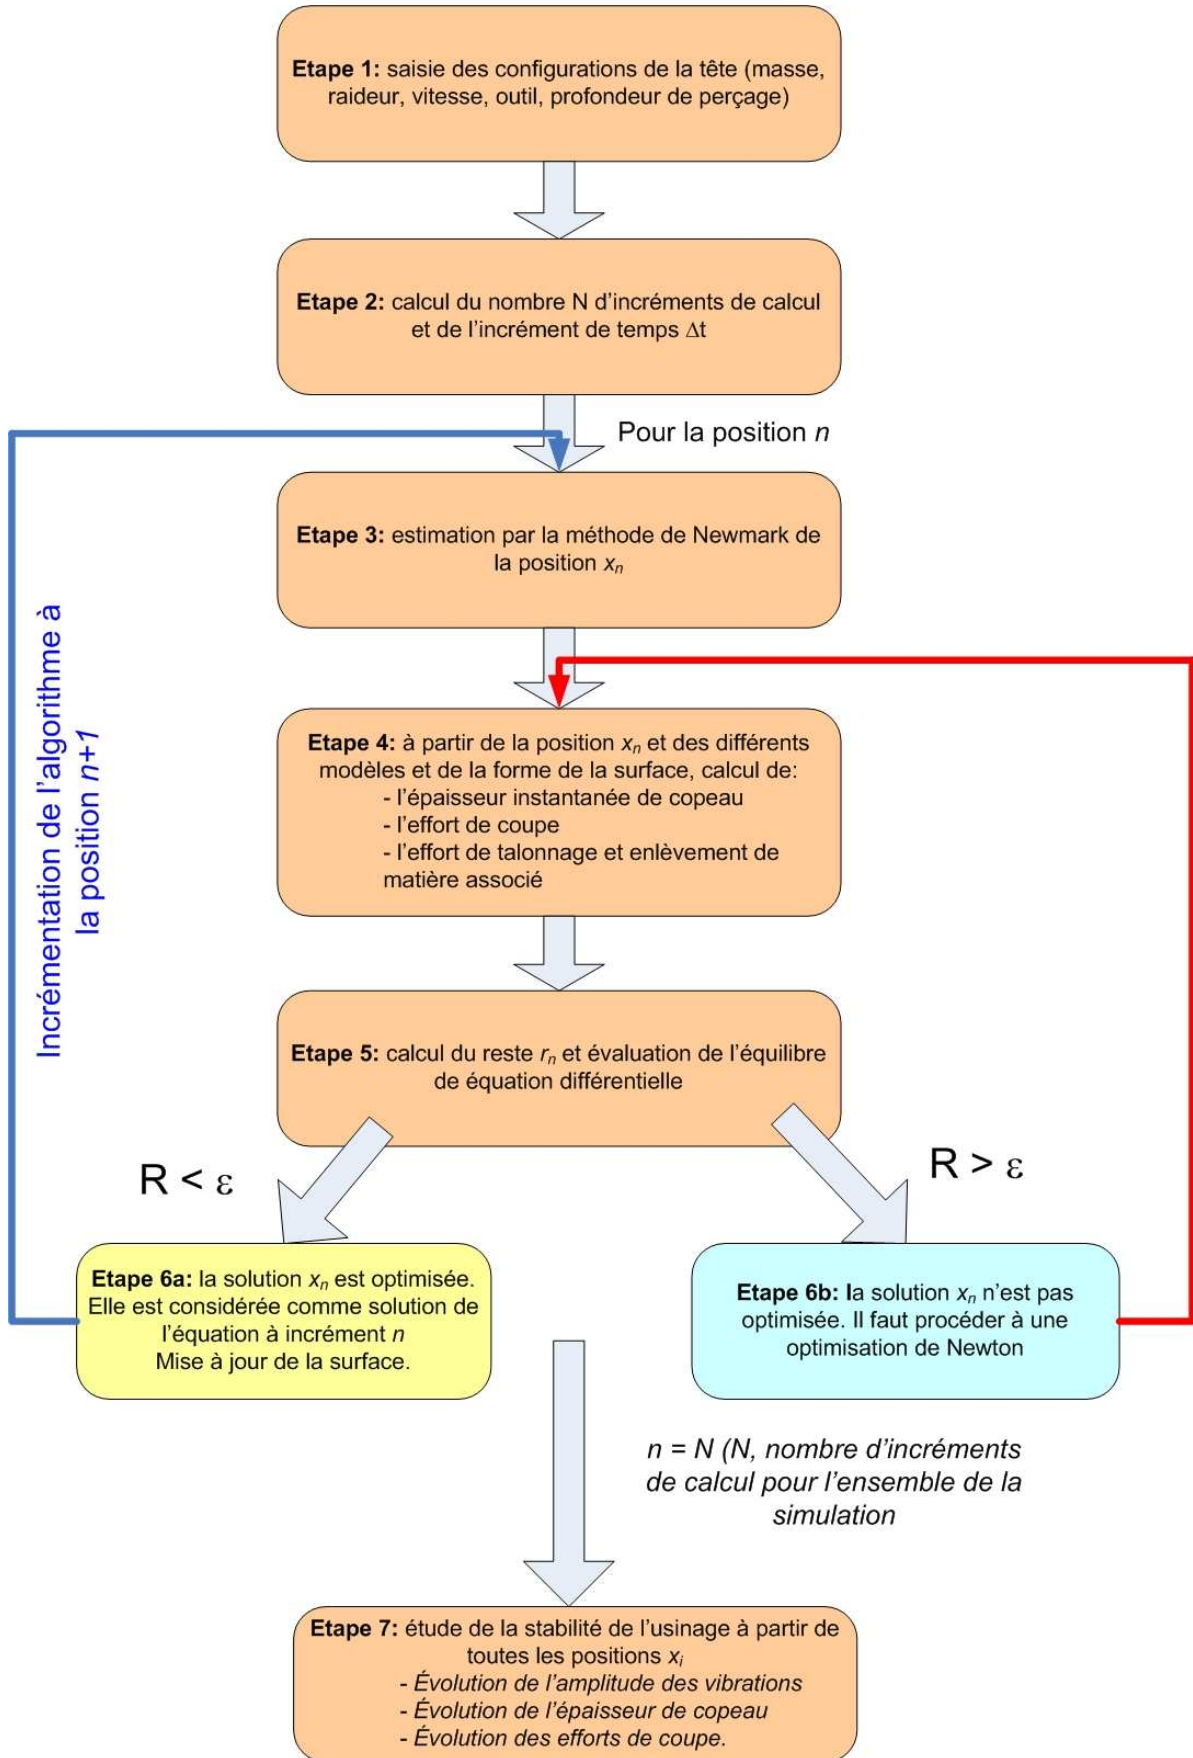 Etape 1: saisie des configurations de la tête (masse,
raideur, vitesse, outil, profondeur de perçage)
Etape 2: calcul du nombre N d'incréments de calcul
et de l'incrément de temps Δt
Pour la position n
Etape 3: estimation par la méthode de Newmark de
la position xn
Incrémentation de l'algorithme à
la position n+1
Etape 4: à partir de la position xn et des différents
modèles et de la forme de la surface, calcul de:
- l'épaisseur instantanée de copeau
- l'effort de coupe
- l'effort de talonnage et enlèvement de
matière associé
Etape 5: calcul du reste rn et évaluation de l'équilibre
de équation différentielle
R < ε
R > ε
Etape 6a: la solution xn est optimisée.
Elle est considérée comme solution de
l'équation à incrément n
Mise à jour de la surface.
Etape 6b: la solution xn n'est pas
optimisée. Il faut procéder à une
optimisation de Newton
n = N (N, nombre d'incréments
de calcul pour l'ensemble de la
simulation
Etape 7: étude de la stabilité de l'usinage à partir de
toutes les positions xi
- Évolution de l'amplitude des vibrations
- Évolution de l'épaisseur de copeau
- Évolution des efforts de coupe.